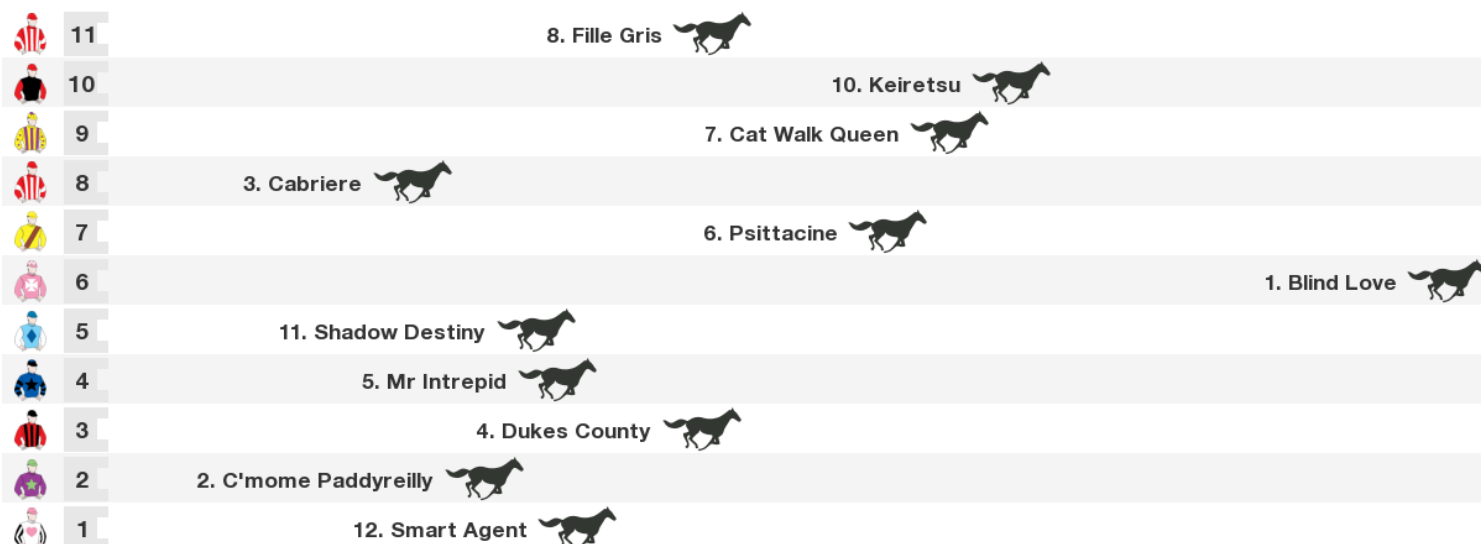 11 8. Fille Gris
10 10. Keiretsu
9 7. Cat Walk Queen
8 3. Cabriere
7 6. Psittacine
6 1. Blind Love
5 11. Shadow Destiny
4 5. Mr Intrepid
3 4. Dukes County
2 2. C'mome Paddyreilly
1 12. Smart Agent